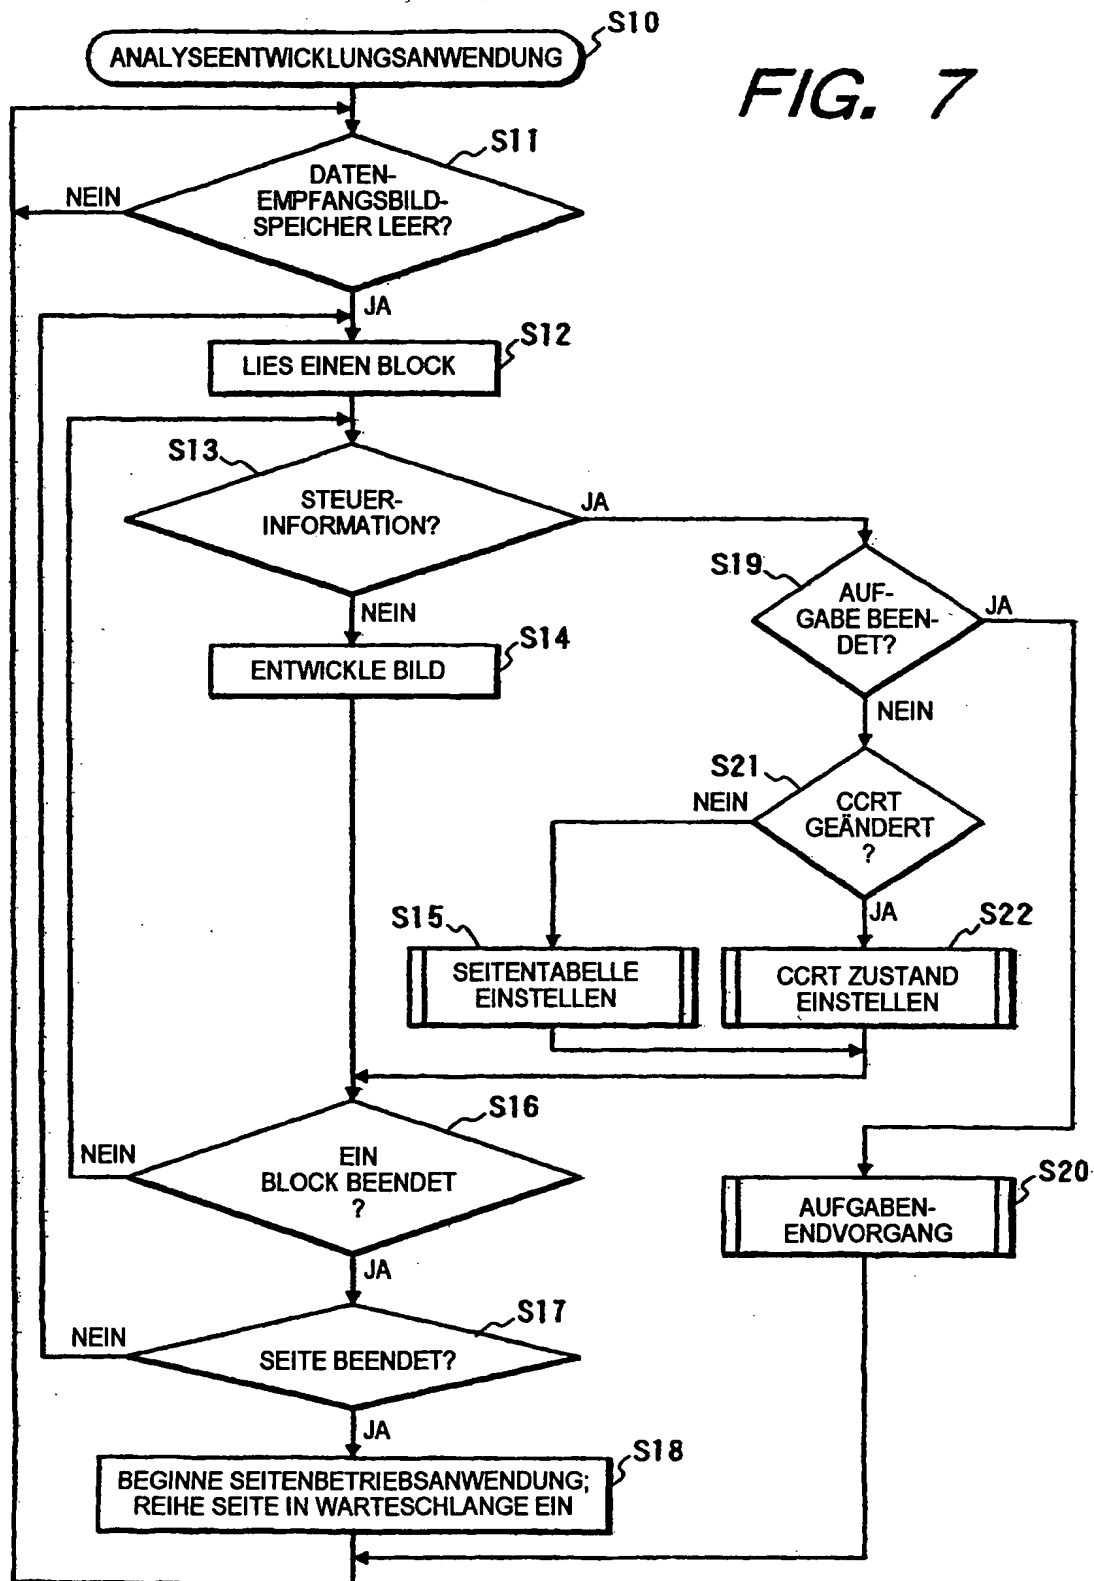 S10
ANALYSEENTWICKLUNGSANWENDUNG
FIG. 7
S11
DATEN-
EMPFANGSBILD-
SPEICHER LEER?
NEIN
JA
S12
LIES EINEN BLOCK
S13
STEUER-
INFORMATION?
JA
NEIN
S19
AUF-
GABE BEEN-
DET?
JA
NEIN
S14
ENTWICKLE BILD
S21
CCRT
GEÄNDERT
?
NEIN
JA
S15
SEITENTABELLE
EINSTELLEN
S22
CCRT ZUSTAND
EINSTELLEN
S16
EIN
BLOCK BEENDET
?
NEIN
JA
S20
AUFGABEN-
ENDVORGANG
S17
SEITE BEENDET?
NEIN
JA
S18
BEGINNE SEITENBETRIEBSANWENDUNG;
REIHE SEITE IN WARTESCHLANGE EIN